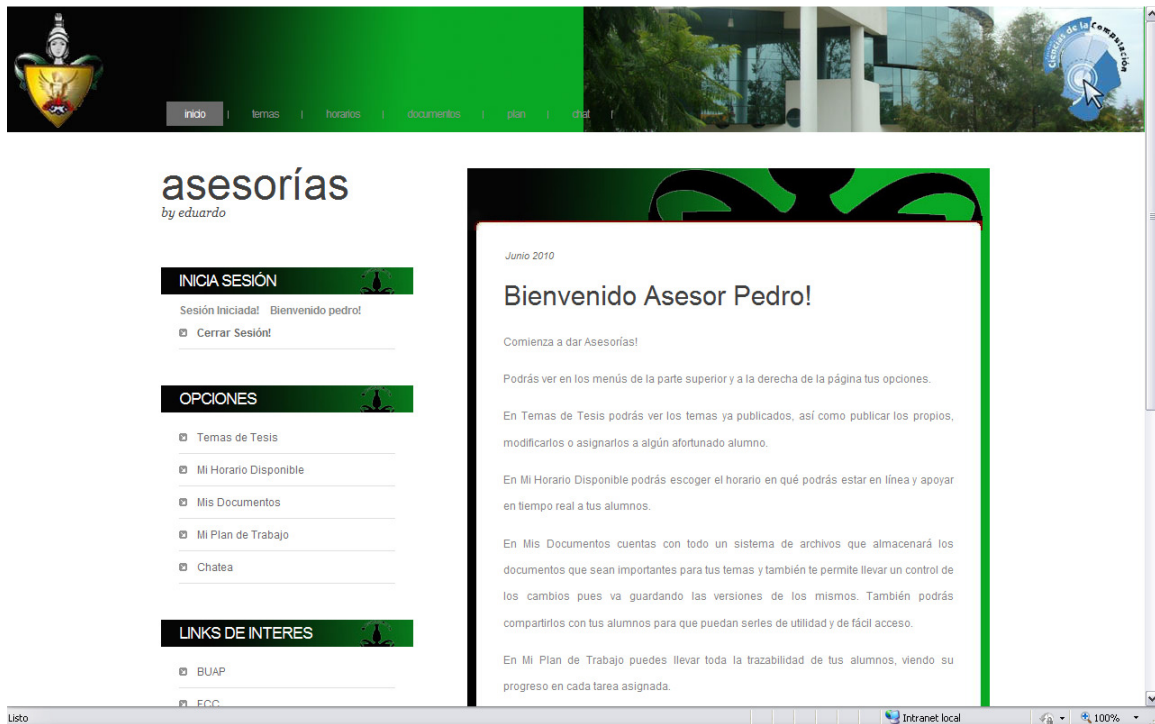 Ciencias de la Computación
inicio | temas | horarios | documentos | plan | chat |
asesorías
by eduardo
INICIA SESIÓN
Sesión Iniciada! Bienvenido pedro!
Cerrar Sesión!
OPCIONES
Temas de Tesis
Mi Horario Disponible
Mis Documentos
Mi Plan de Trabajo
Chatea
LINKS DE INTERES
BUAP
FCC
Junio 2010
Bienvenido Asesor Pedro!
Comienza a dar Asesorías!
Podrás ver en los menús de la parte superior y a la derecha de la página tus opciones.
En Temas de Tesis podrás ver los temas ya publicados, así como publicar los propios,
modificarlos o asignarlos a algún afortunado alumno.
En Mi Horario Disponible podrás escoger el horario en qué podrás estar en línea y apoyar
en tiempo real a tus alumnos.
En Mis Documentos cuentas con todo un sistema de archivos que almacenará los
documentos que sean importantes para tus temas y también te permite llevar un control de
los cambios pues va guardando las versiones de los mismos. También podrás
compartirlos con tus alumnos para que puedan serles de utilidad y de fácil acceso.
En Mi Plan de Trabajo puedes llevar toda la trazabilidad de tus alumnos, viendo su
progreso en cada tarea asignada.
Listo
Intranet local
100%